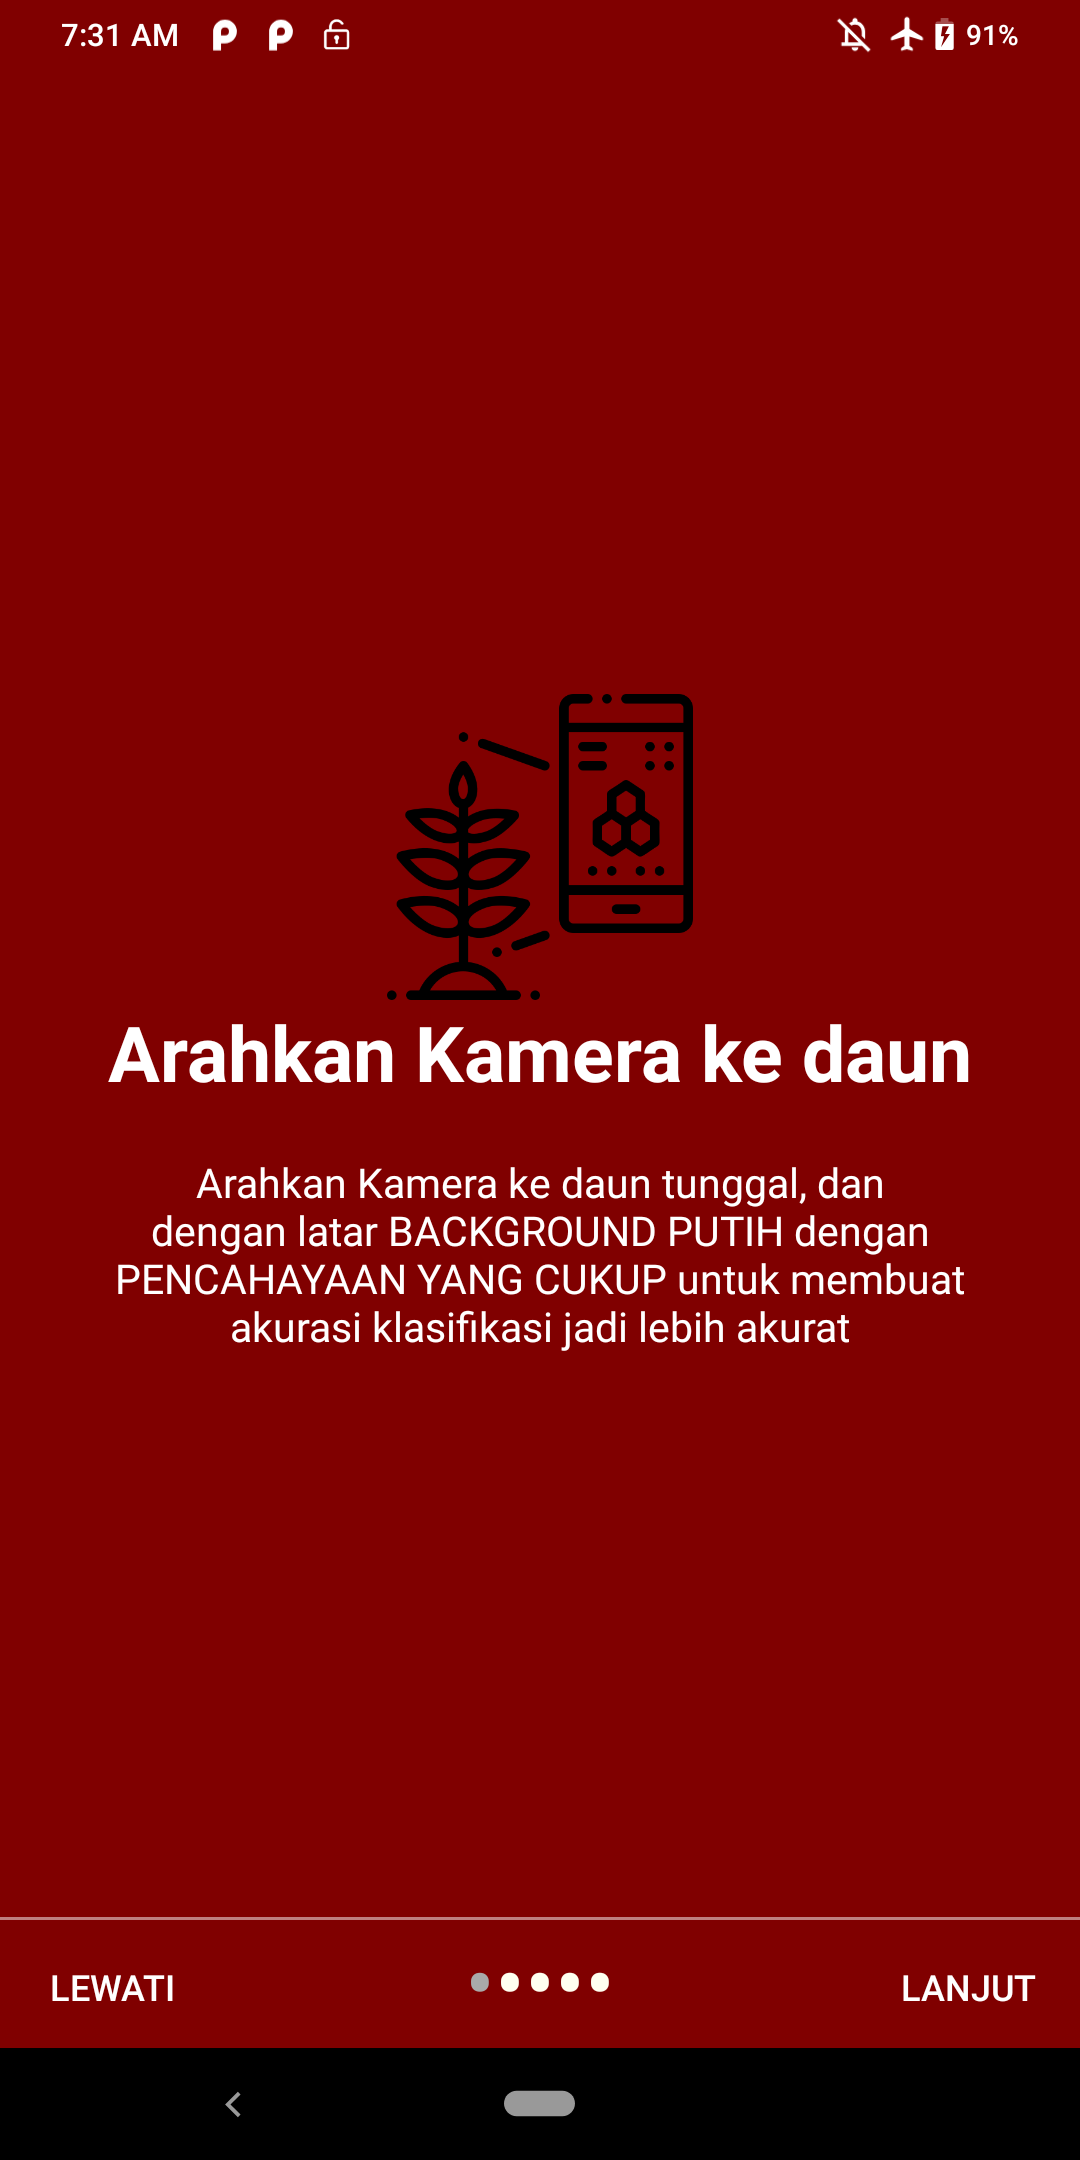 7:31 AM
91%
Arahkan Kamera ke daun
Arahkan Kamera ke daun tunggal, dan
dengan latar BACKGROUND PUTIH dengan
PENCAHAYAAN YANG CUKUP untuk membuat
akurasi klasifikasi jadi lebih akurat
LEWATI
LANJUT